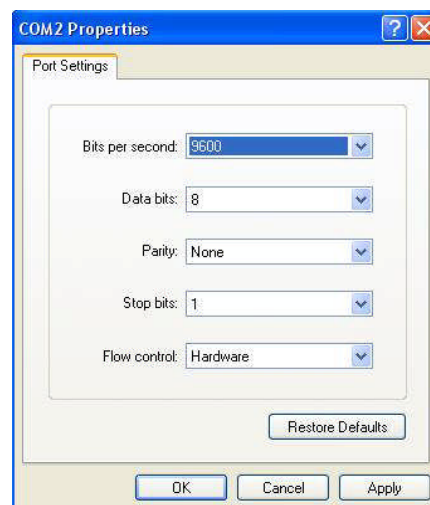 COM2 Properties
Port Settings
Bits per second: 9600
Data bits: 8
Parity: None
Stop bits: 1
Flow control: Hardware
Restore Defaults
OK Cancel Apply